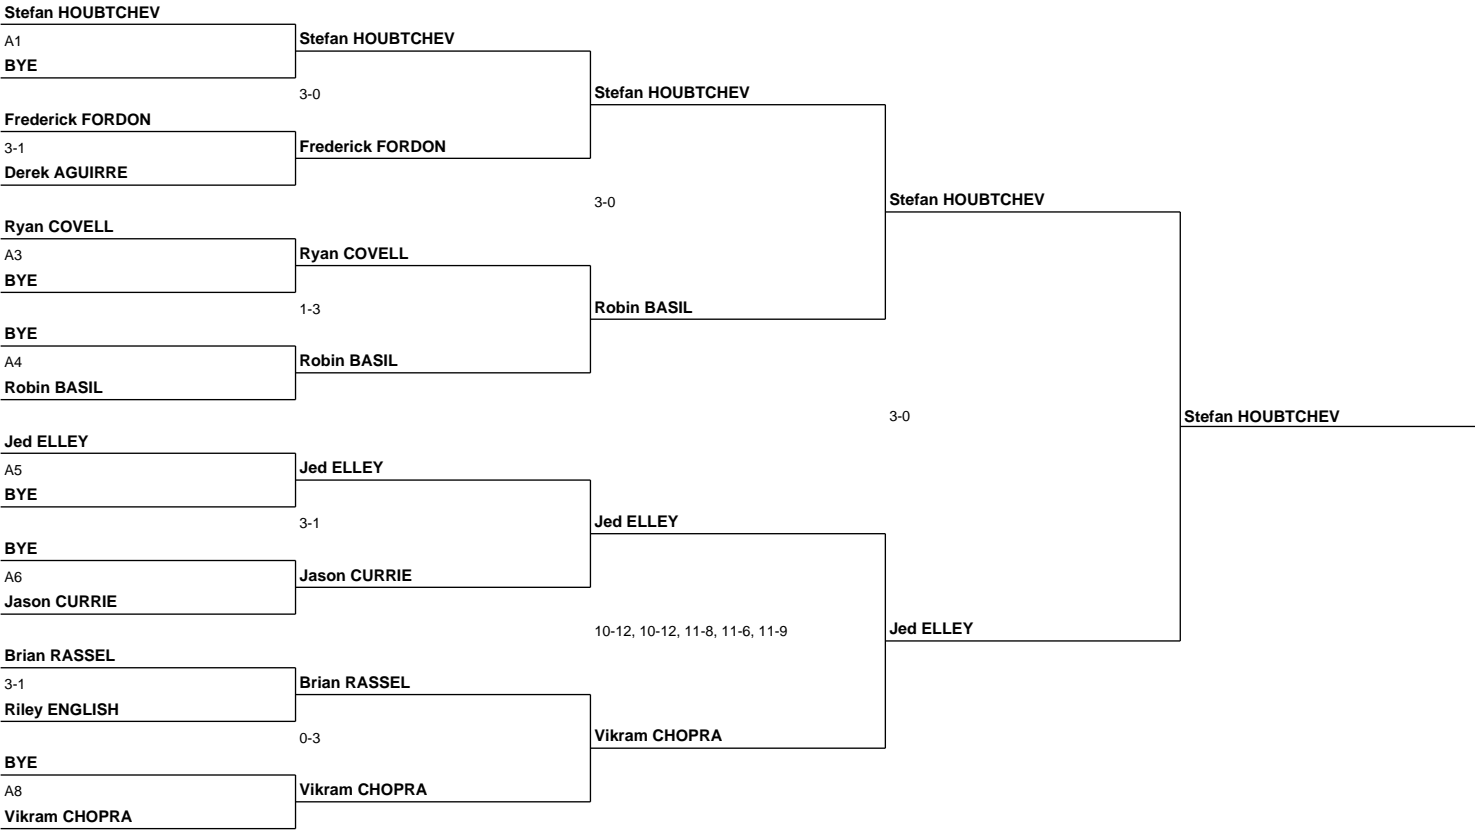 Stefan HOUBTCHEV
A1
BYE
Stefan HOUBTCHEV
3-0
Frederick FORDON
3-1
Derek AGUIRRE
Frederick FORDON
Stefan HOUBTCHEV
3-0
Ryan COVELL
A3
BYE
Ryan COVELL
1-3
BYE
A4
Robin BASIL
Robin BASIL
Robin BASIL
Stefan HOUBTCHEV
3-0
Jed ELLEY
A5
BYE
Jed ELLEY
3-1
BYE
A6
Jason CURRIE
Jason CURRIE
Jed ELLEY
10-12, 10-12, 11-8, 11-6, 11-9
Brian RASSEL
3-1
Riley ENGLISH
Brian RASSEL
0-3
BYE
A8
Vikram CHOPRA
Vikram CHOPRA
Vikram CHOPRA
Jed ELLEY
Stefan HOUBTCHEV